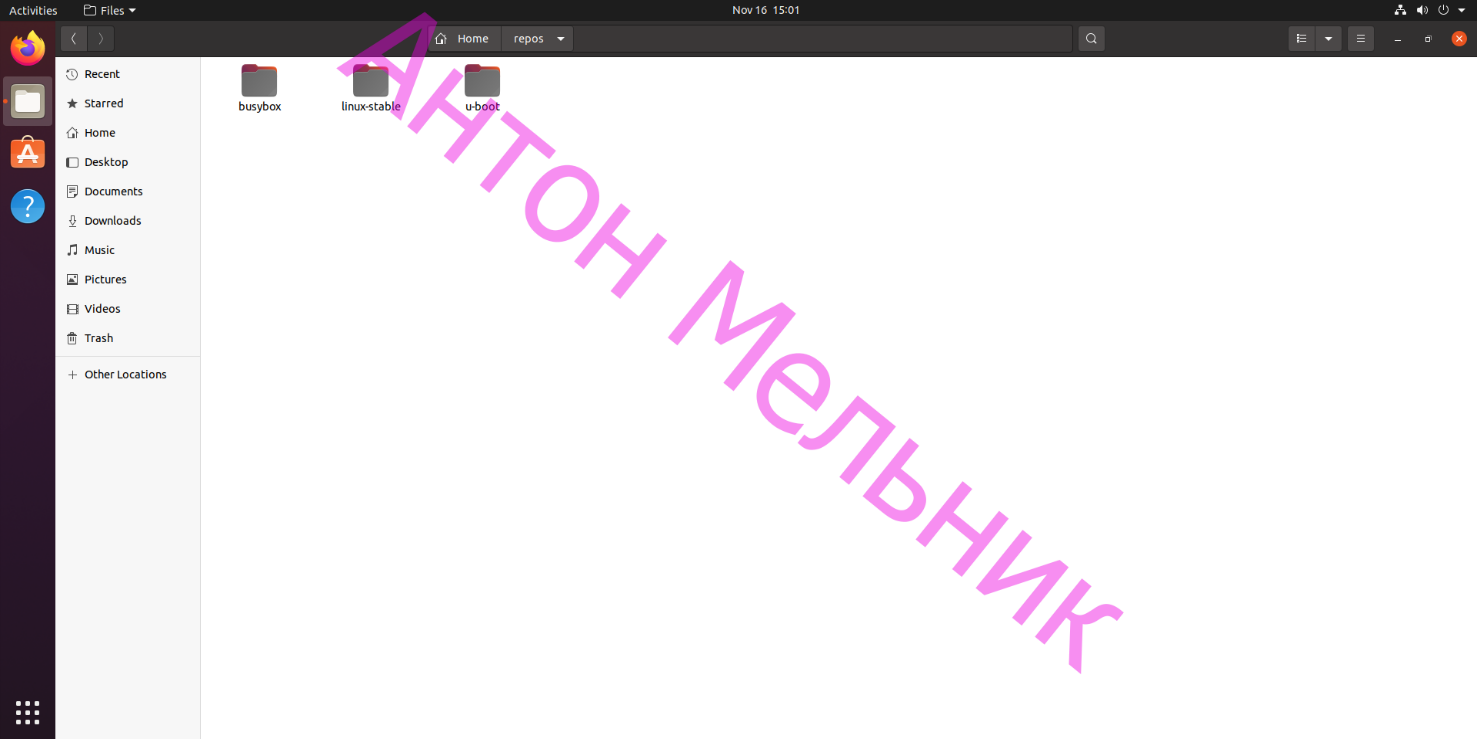 Activities Files Nov 16 15:01
Home repos
Recent
Starred
Home
Desktop
Documents
Downloads
Music
Pictures
Videos
Trash
Other Locations
busybox linux-stable u-boot
Антон Мельник